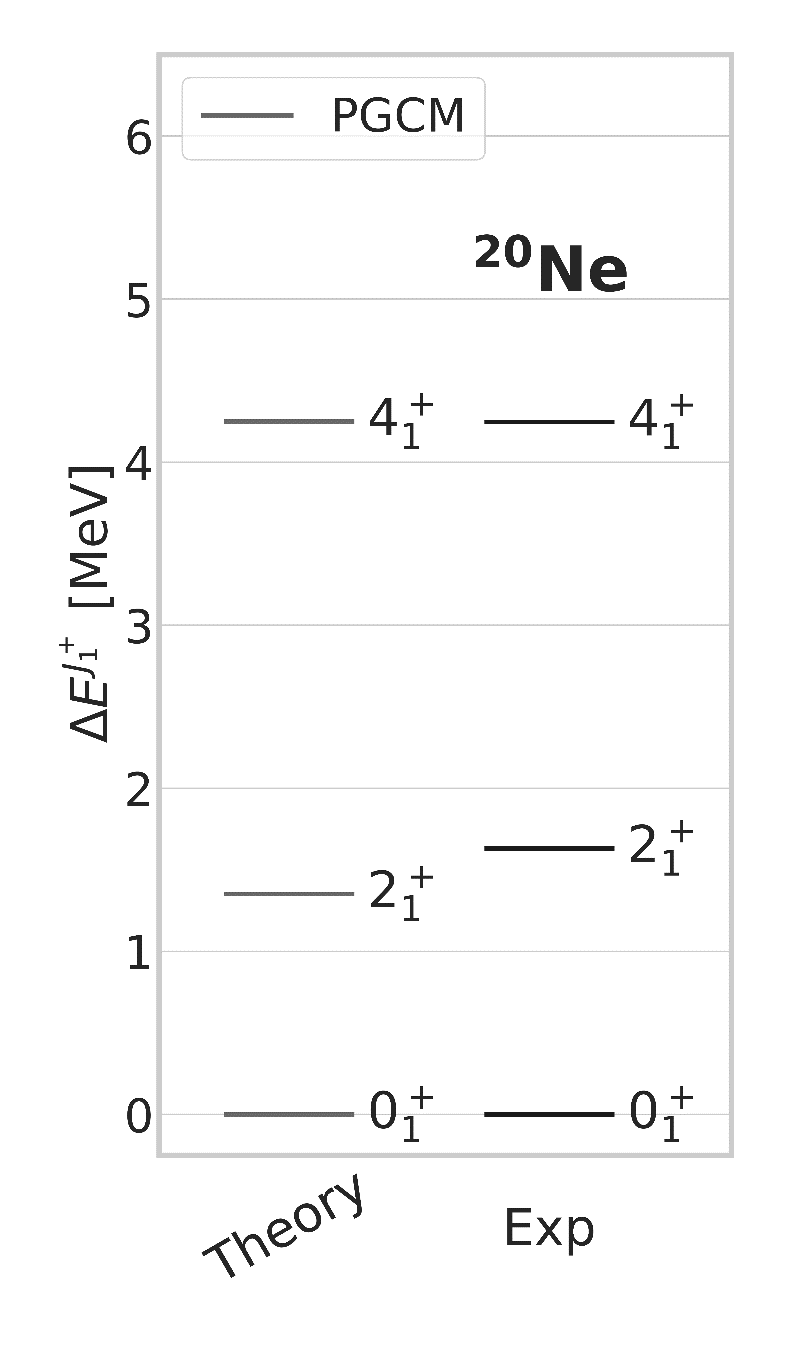 PGCM
6
²⁰Ne
5
4₁⁺ 4₁⁺
4
ΔE^{J₁⁺} [MeV]
3
2
2₁⁺
2₁⁺
1
0 0₁⁺ 0₁⁺
Theory Exp